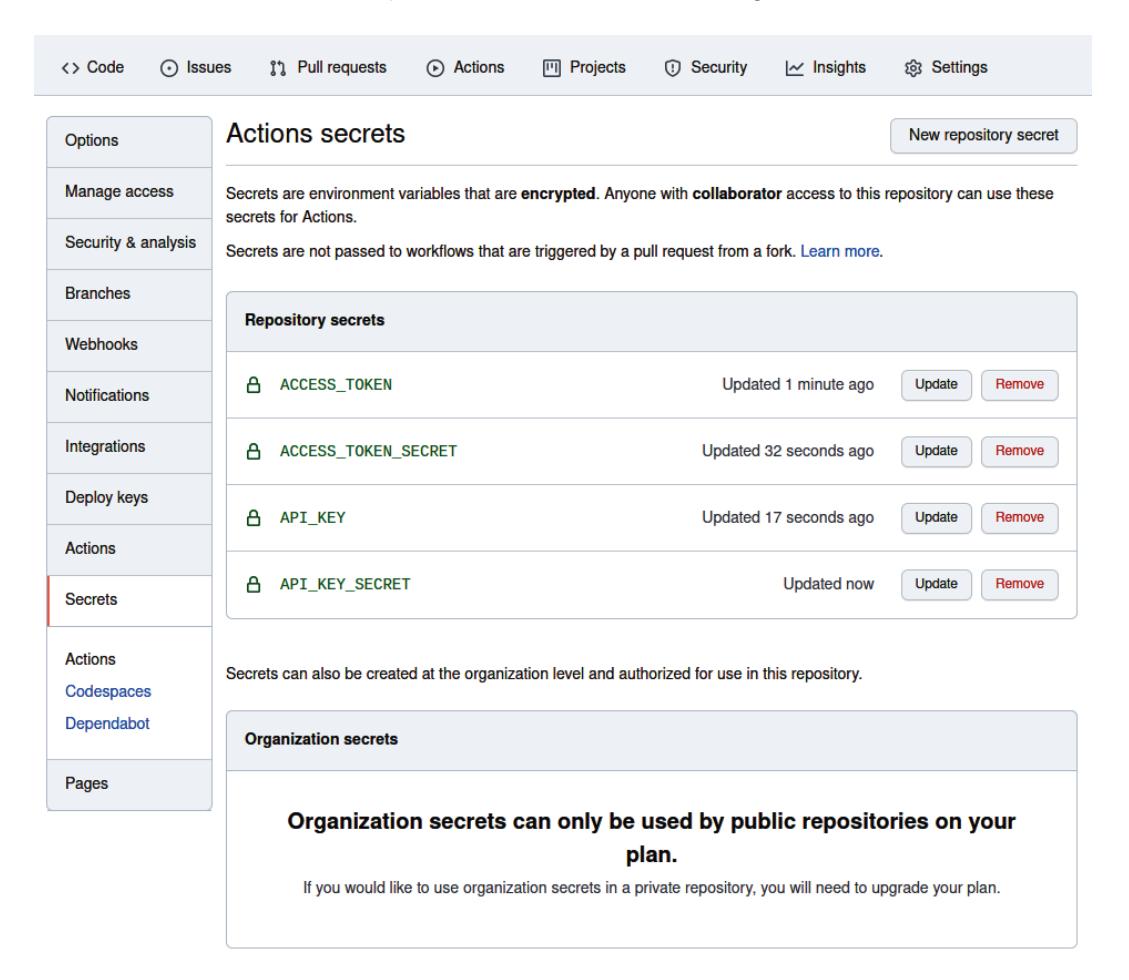 Code Issues Pull requests Actions Projects Security Insights Settings
Options
Manage access
Security & analysis
Branches
Webhooks
Notifications
Integrations
Deploy keys
Actions
Secrets
Actions
Codespaces
Dependabot
Pages
Actions secrets
New repository secret
Secrets are environment variables that are encrypted. Anyone with collaborator access to this repository can use these
secrets for Actions.
Secrets are not passed to workflows that are triggered by a pull request from a fork. Learn more.
Repository secrets
ACCESS_TOKEN Updated 1 minute ago Update Remove
ACCESS_TOKEN_SECRET Updated 32 seconds ago Update Remove
API_KEY Updated 17 seconds ago Update Remove
API_KEY_SECRET Updated now Update Remove
Secrets can also be created at the organization level and authorized for use in this repository.
Organization secrets
Organization secrets can only be used by public repositories on your
plan.
If you would like to use organization secrets in a private repository, you will need to upgrade your plan.